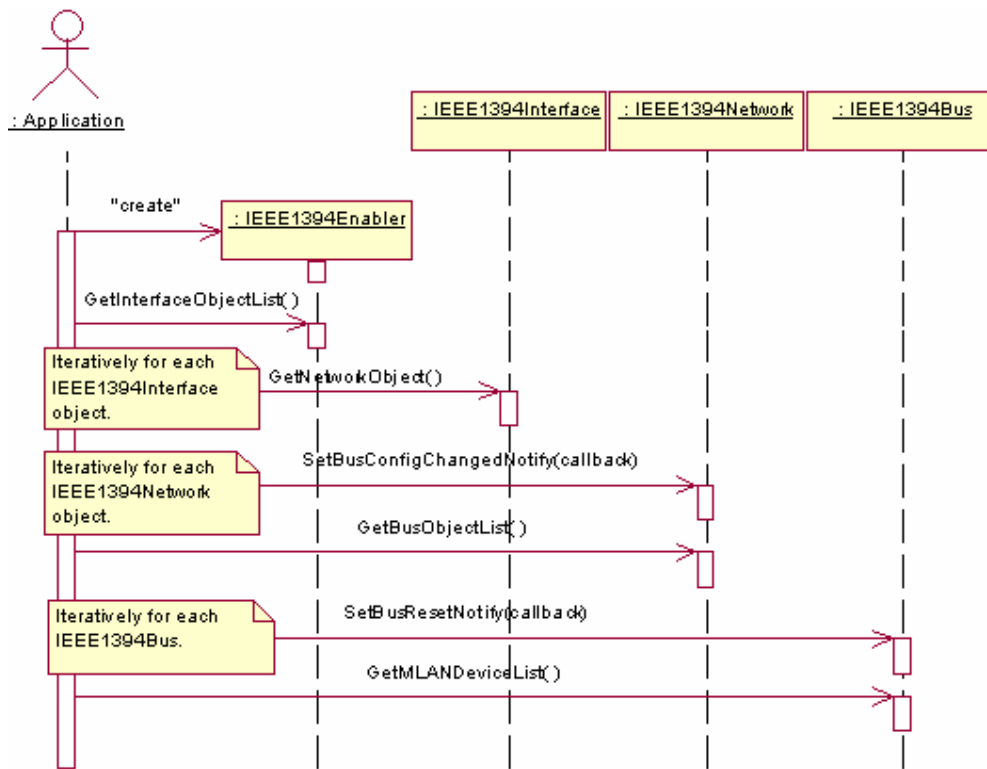 : Application
: IEEE1394Interface
: IEEE1394Network
: IEEE1394Bus
"create"
: IEEE1394Enabler
GetInterfaceObjectList( )
Iteratively for each
IEEE1394Interface
object.
GetNetworkObject()
Iteratively for each
IEEE1394Network
object.
SetBusConfigChangedNotify(callback)
GetBusObjectList( )
Iteratively for each
IEEE1394Bus.
SetBusResetNotify(callback)
GetMLANDeviceList( )